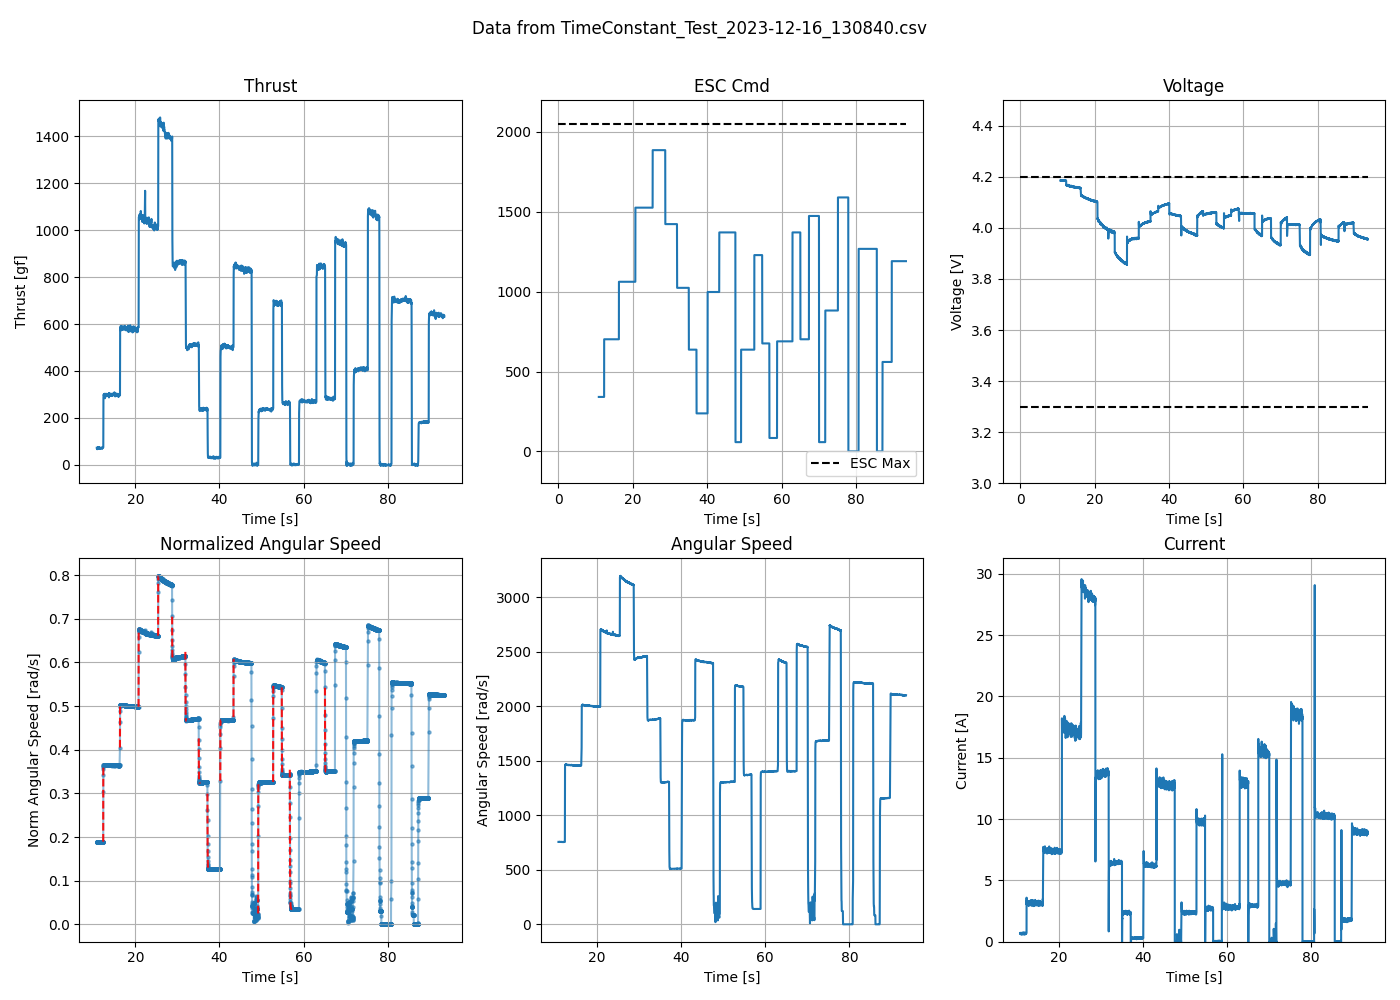 Data from TimeConstant_Test_2023-12-16_130840.csv
Thrust
Thrust [gf]
1400
1200
1000
800
600
400
200
0
20 40 60 80
Time [s]
ESC Cmd
2000
1500
1000
500
0
ESC Max
0 20 40 60 80
Time [s]
Voltage
Voltage [V]
4.4
4.2
4.0
3.8
3.6
3.4
3.2
3.0
0 20 40 60 80
Time [s]
Normalized Angular Speed
Norm Angular Speed [rad/s]
0.8
0.7
0.6
0.5
0.4
0.3
0.2
0.1
0.0
20 40 60 80
Time [s]
Angular Speed
Angular Speed [rad/s]
3000
2500
2000
1500
1000
500
0
20 40 60 80
Time [s]
Current
Current [A]
30
25
20
15
10
5
0
20 40 60 80
Time [s]